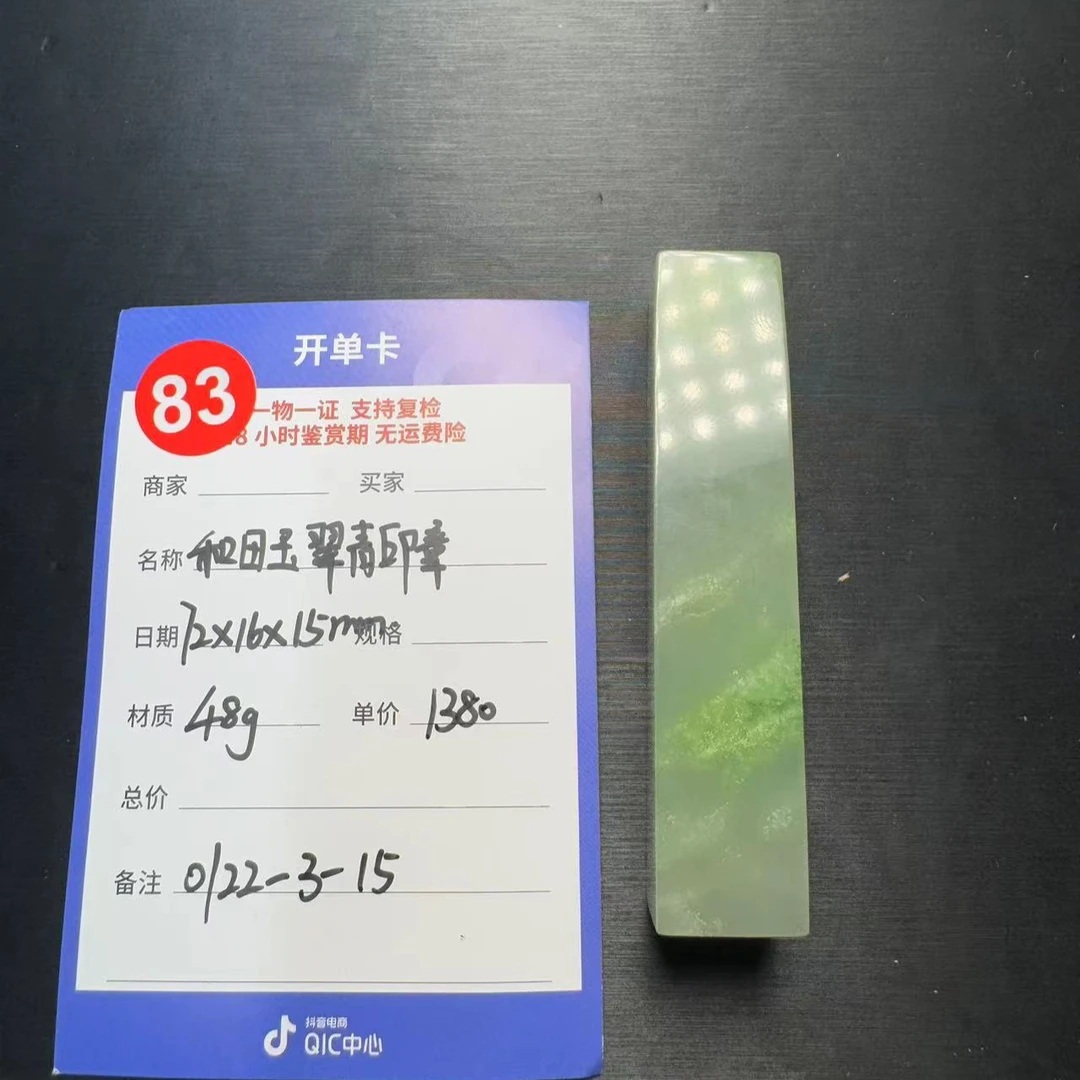 开单卡
83
一物一证 支持复检
8 小时鉴赏期 无运费险
商家 买家
名称 和田玉翠青印章
日期 72x16x15mm 规格
材质 48g 单价 1380
总价
备注 0/22-3-15
抖音电商
QIC中心